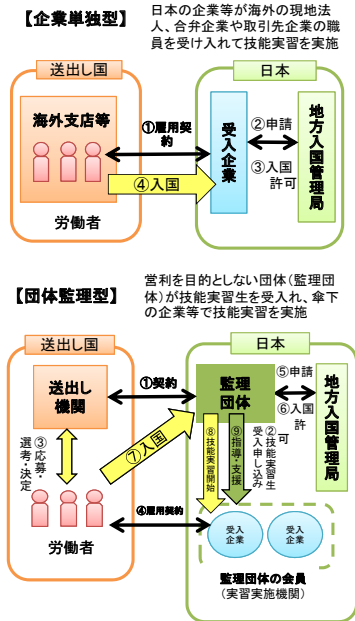 【企業単独型】
日本の企業等が海外の現地法
人、合弁企業や取引先企業の職
員を受け入れて技能実習を実施
送出し国
日本
海外支店等
①雇用契
約
受入企業
②申請
③入国
許可
地方入国管理局
④入国
労働者
【団体監理型】
営利を目的としない団体(監理団
体)が技能実習生を受入れ、傘下
の企業等で技能実習を実施
送出し国
日本
送出し
機関
①契約
監理
団体
⑤申請
⑥入国許
可
地方入国管理局
③応募・
選考・決定
⑦入国
⑧技能実習開始
⑨指導・支援
②技能実習生
受入申し込み
労働者
④雇用契約
受入
企業
受入
企業
監理団体の会員
(実習実施機関)